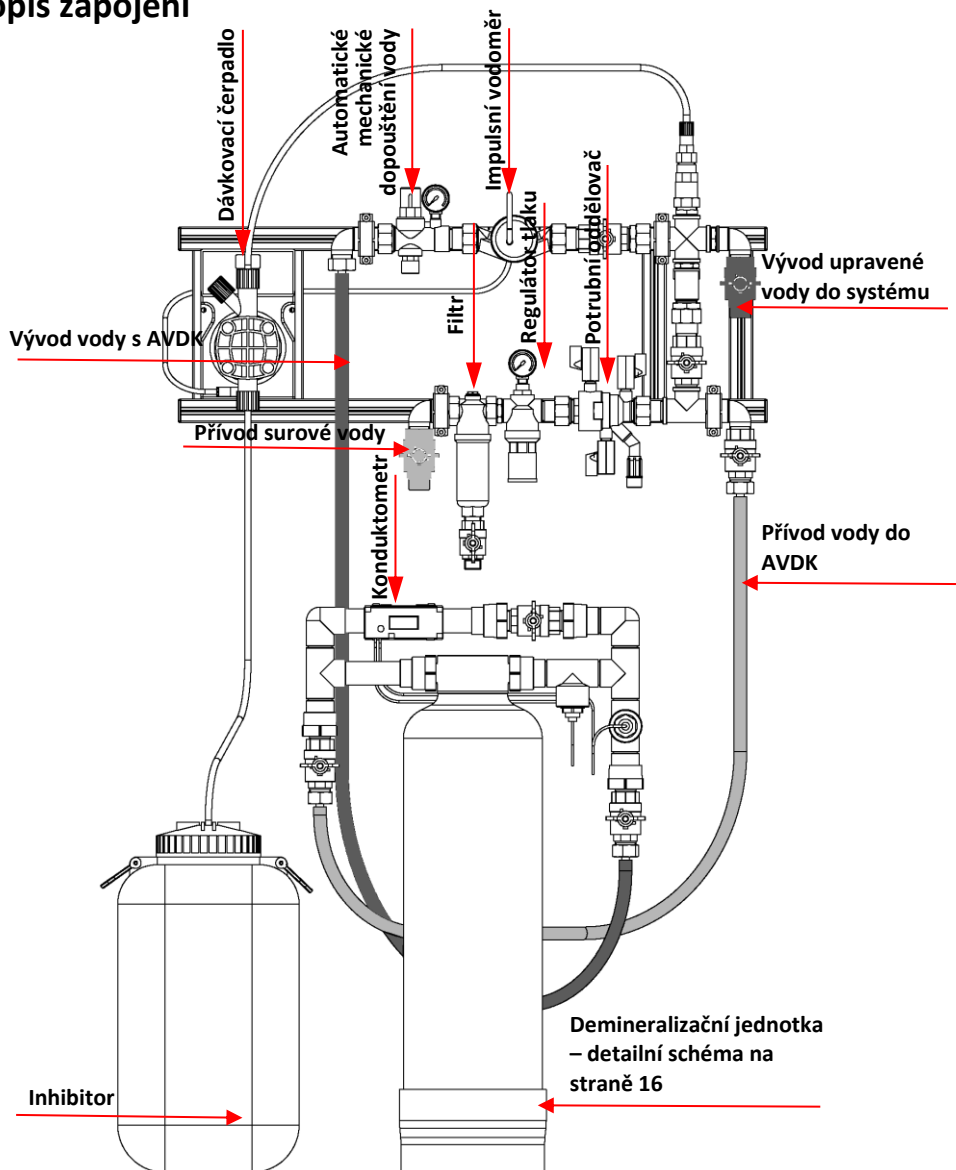 opis zapojení
Dávkovací čerpadlo
Automatické
mechanické
dopouštění vody
Impulsní vodoměr
Filtr
Regulátor tlaku
Potrubní oddělovač
Vývod upravené
vody do systému
Vývod vody s AVDK
Přívod surové vody
Konduktometr
Přívod vody do
AVDK
Demineralizační jednotka
– detailní schéma na
straně 16
Inhibitor